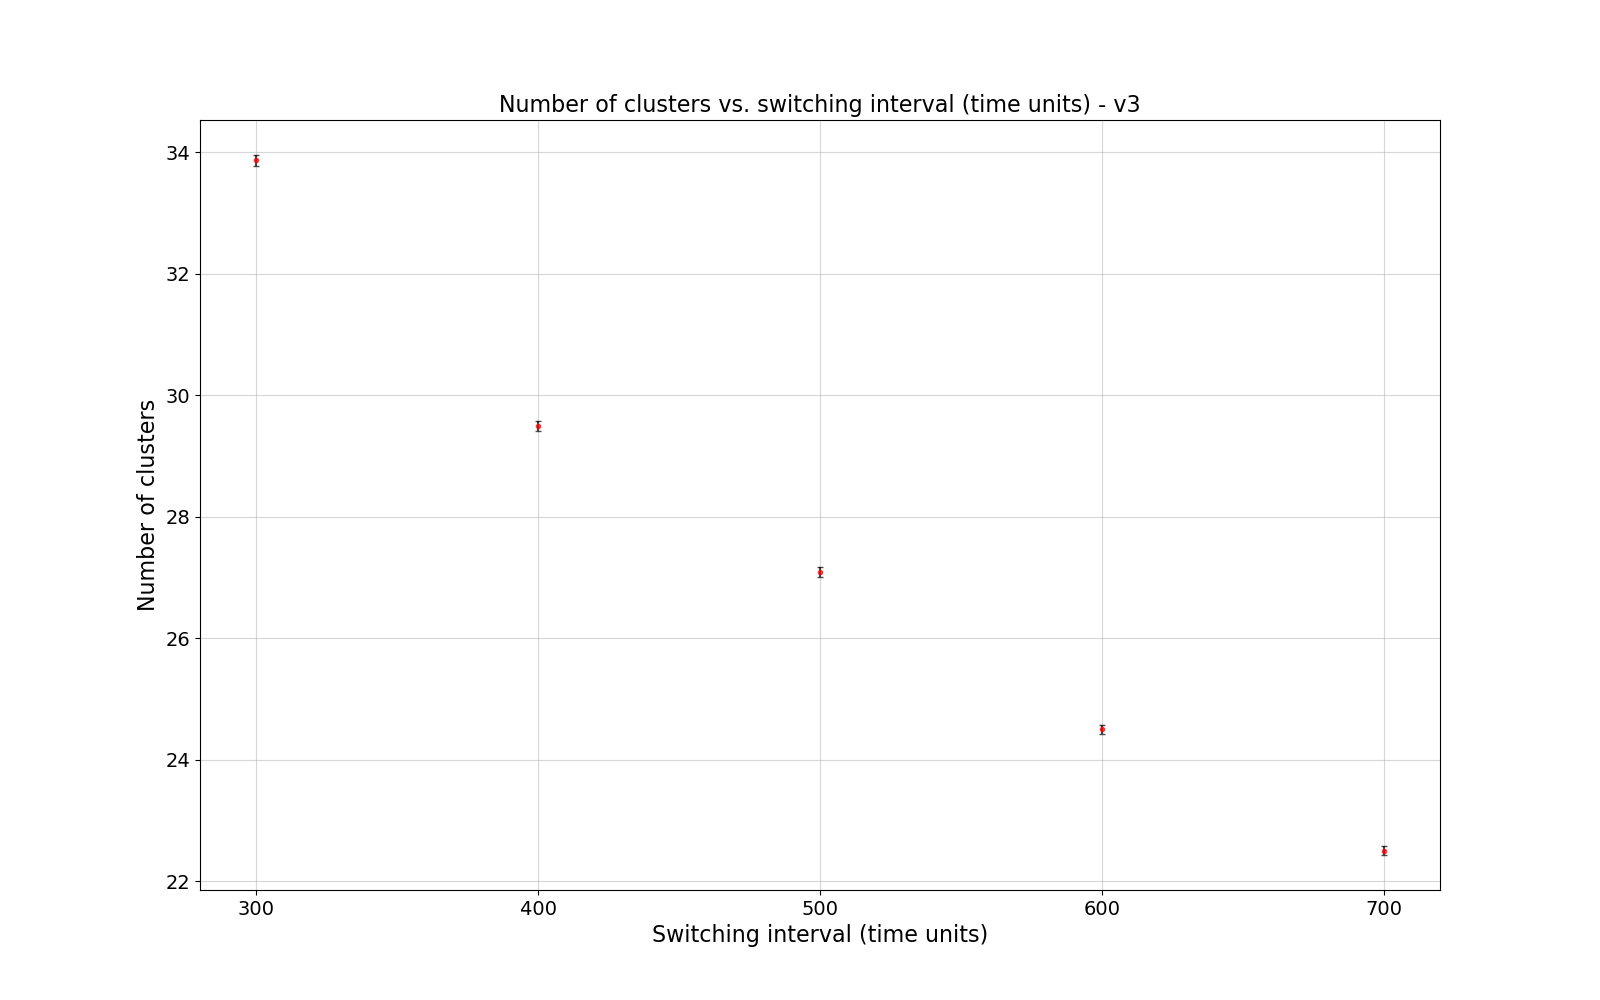 Number of clusters vs. switching interval (time units) - v3
34
32
30
28
26
24
22
Number of clusters
300 400 500 600 700
Switching interval (time units)